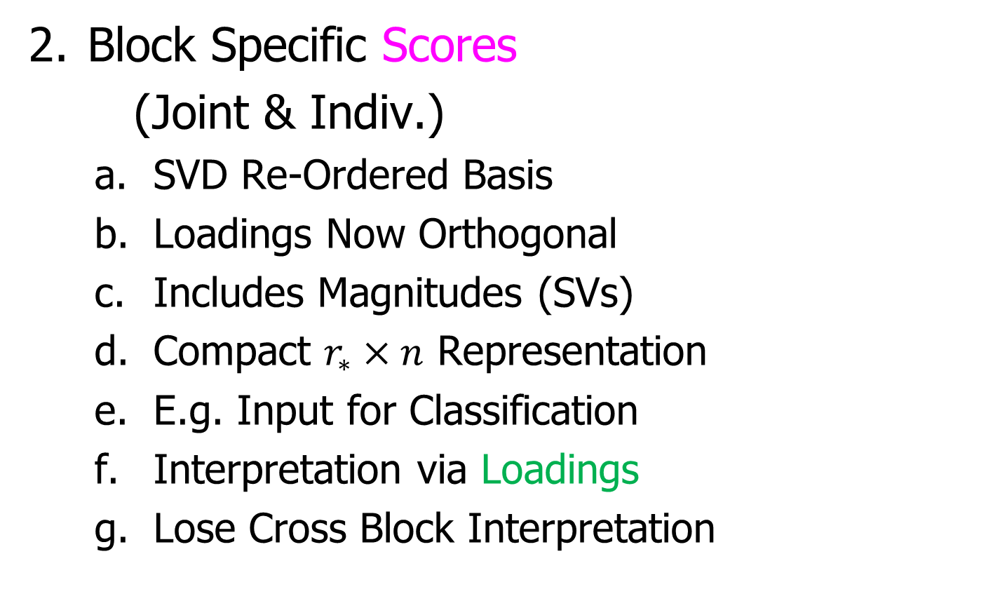 2. Block Specific Scores
(Joint & Indiv.)
a. SVD Re-Ordered Basis
b. Loadings Now Orthogonal
c. Includes Magnitudes (SVs)
d. Compact r∗ × n Representation
e. E.g. Input for Classification
f. Interpretation via Loadings
g. Lose Cross Block Interpretation